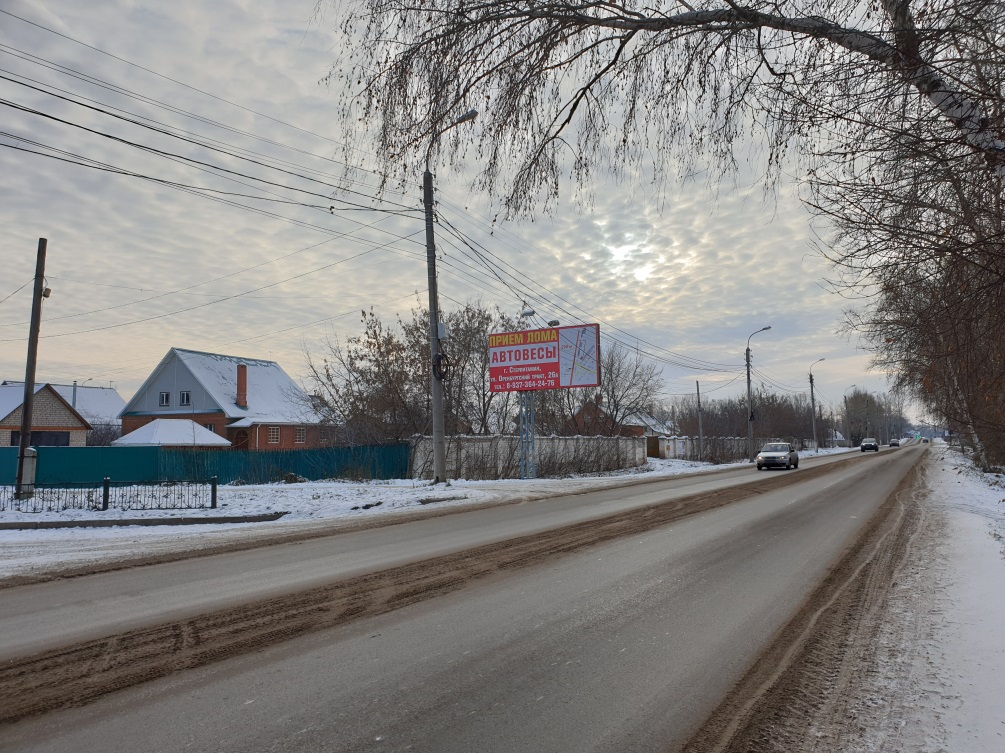 ПРИЕМ ЛОМА
АВТОВЕСЫ
г. Стерлитамак,
ул. Оренбургский тракт, 26а
тел.: 8-937-364-24-76